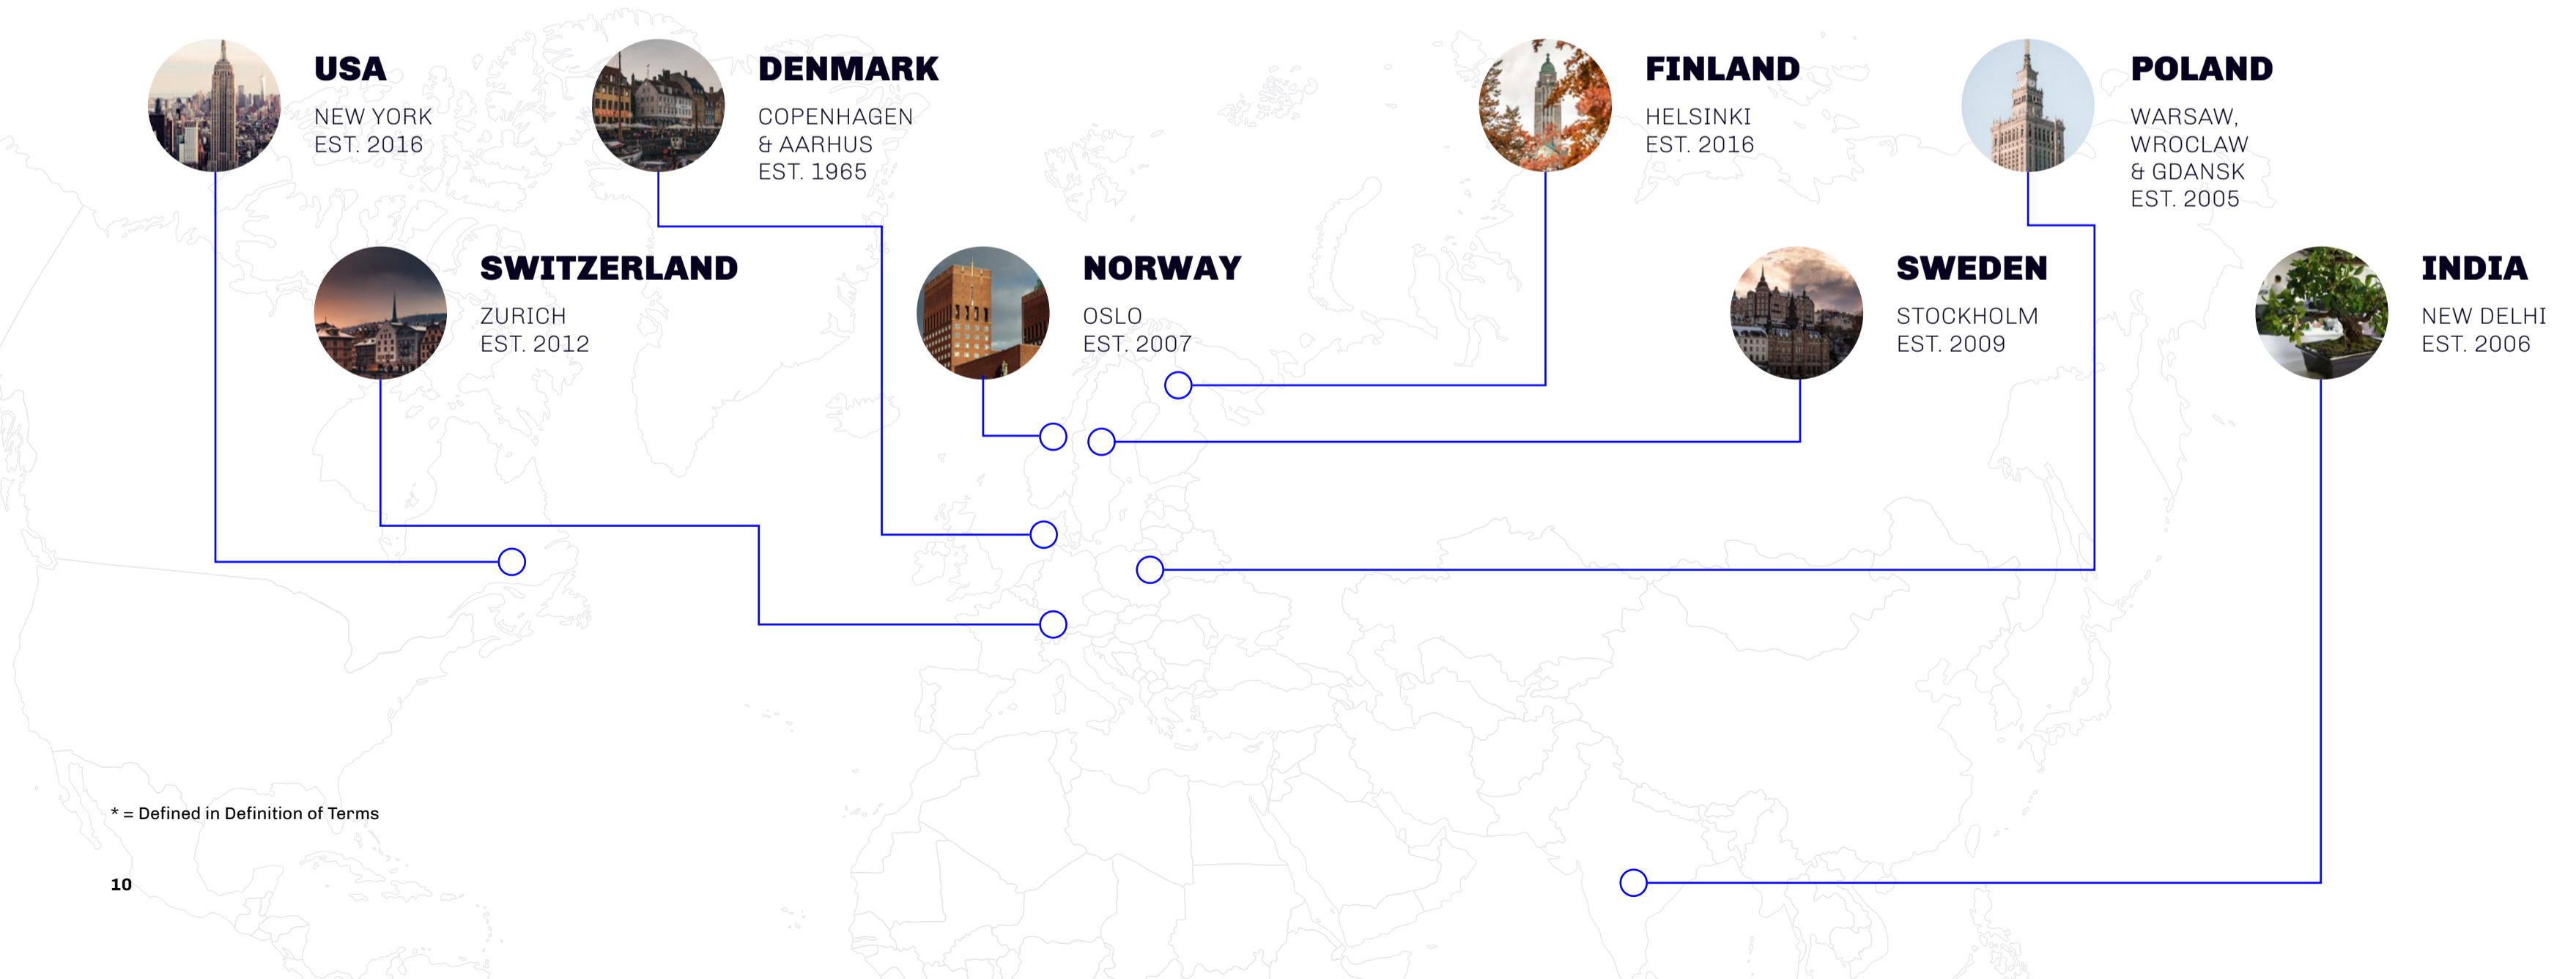 USA
NEW YORK
EST. 2016
DENMARK
COPENHAGEN
& AARHUS
EST. 1965
FINLAND
HELSINKI
EST. 2016
POLAND
WARSAW,
WROCLAW
& GDANSK
EST. 2005
SWITZERLAND
ZURICH
EST. 2012
NORWAY
OSLO
EST. 2007
SWEDEN
STOCKHOLM
EST. 2009
INDIA
NEW DELHI
EST. 2006
* = Defined in Definition of Terms
10